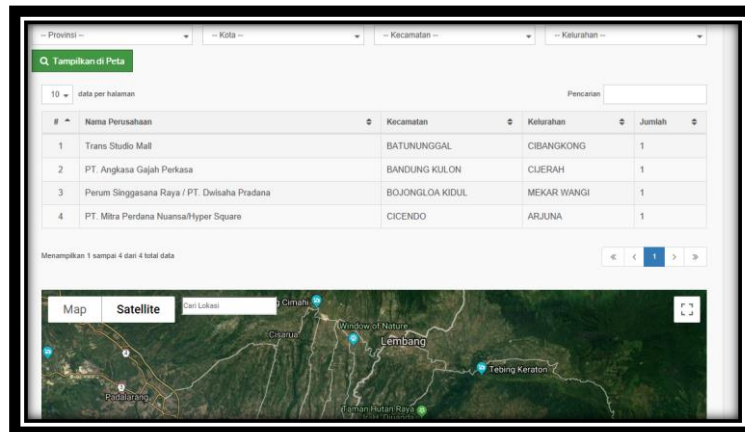 -- Provinsi -- -- Kota -- -- Kecamatan -- -- Kelurahan --
Tampilkan di Peta
10 data per halaman Pencarian
# Nama Perusahaan Kecamatan Kelurahan Jumlah
1 Trans Studio Mall BATUNUNGGAL CIBANGKONG 1
2 PT. Angkasa Gajah Perkasa BANDUNG KULON CIJERAH 1
3 Perum Singgasana Raya / PT. Dwisaha Pradana BOJONGLOA KIDUL MEKAR WANGI 1
4 PT. Mitra Perdana Nuansa/Hyper Square CICENDO ARJUNA 1
Menampilkan 1 sampai 4 dari 4 total data « < 1 > »
Map Satellite Cari Lokasi Cimahi
Window of Nature
Cisarua Lembang
Tebing Keraton
Padalarang
Taman Hutan Raya
Ir. H. Djuanda